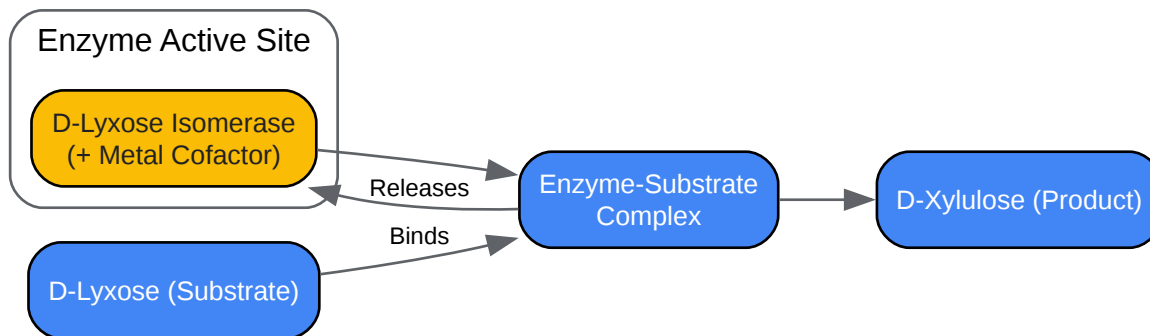 Enzyme Active Site
D-Lyxose Isomerase
(+ Metal Cofactor)
Releases
Binds
Enzyme-Substrate
Complex
D-Xylulose (Product)
D-Lyxose (Substrate)